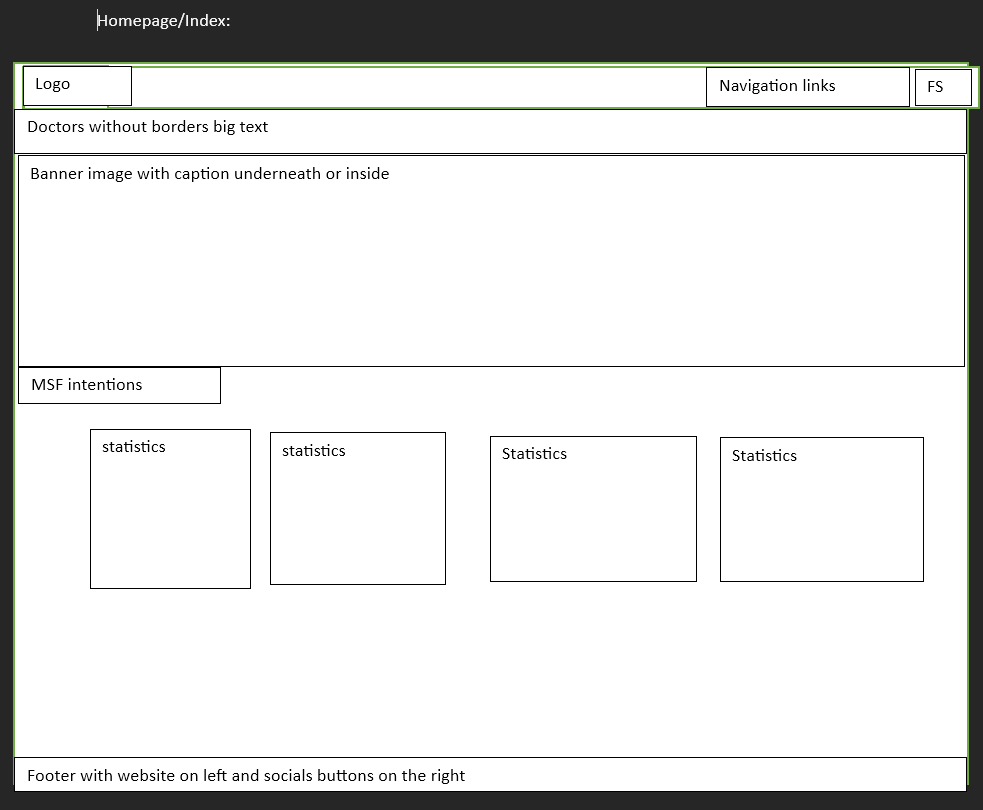 Homepage/Index:
Logo
Navigation links
FS
Doctors without borders big text
Banner image with caption underneath or inside
MSF intentions
statistics
statistics
Statistics
Statistics
Footer with website on left and socials buttons on the right